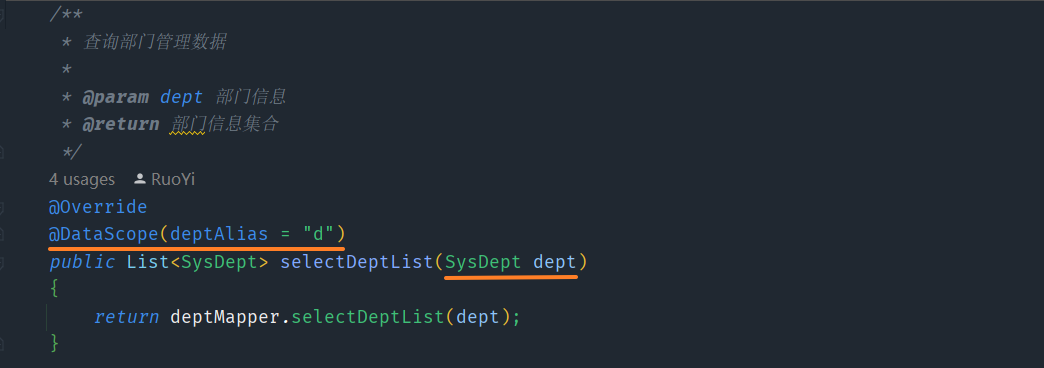 /**
* 查询部门管理数据
*
* @param dept 部门信息
* @return 部门信息集合
*/
4 usages RuoYi
@Override
@DataScope(deptAlias = "d")
public List<SysDept> selectDeptList(SysDept dept)
{
return deptMapper.selectDeptList(dept);
}